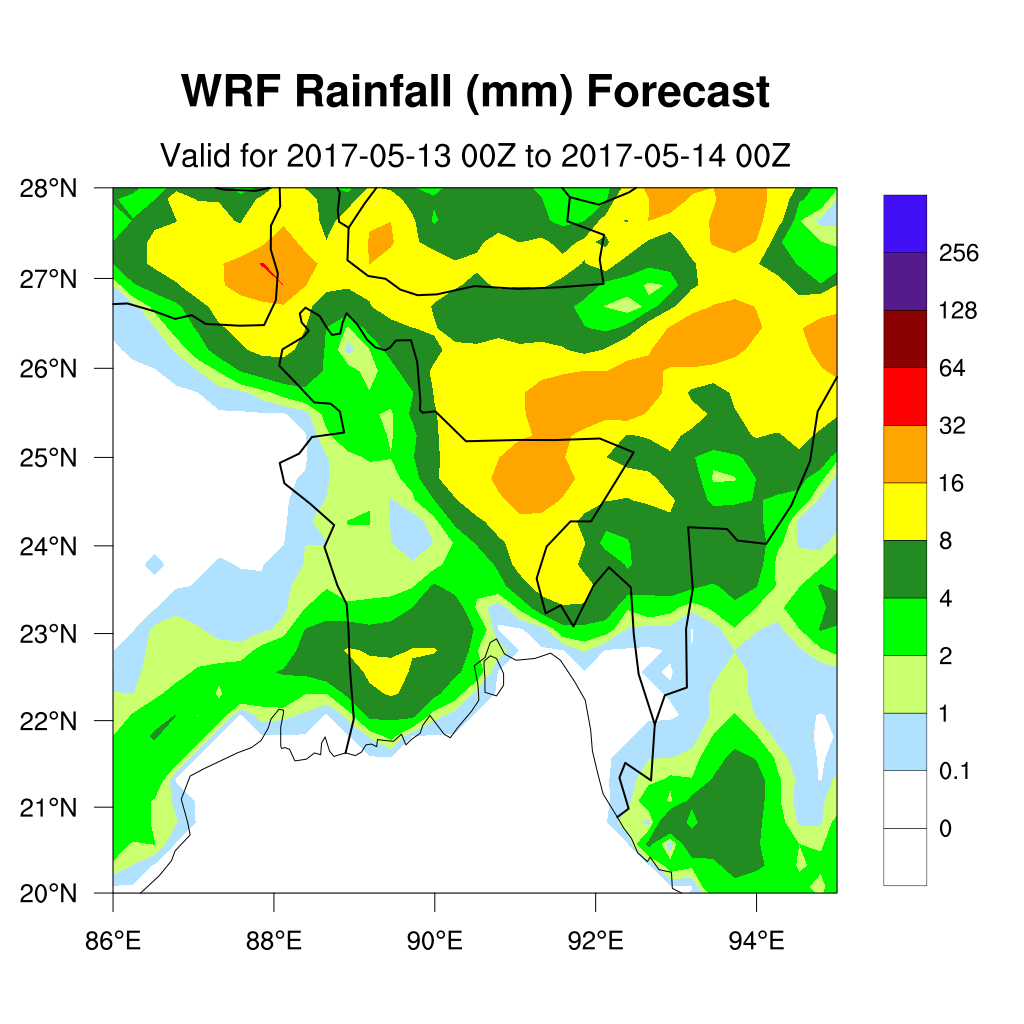 WRF Rainfall (mm) Forecast
Valid for 2017-05-13 00Z to 2017-05-14 00Z
28°N
27°N
26°N
25°N
24°N
23°N
22°N
21°N
20°N
86°E 88°E 90°E 92°E 94°E
256
128
64
32
16
8
4
2
1
0.1
0